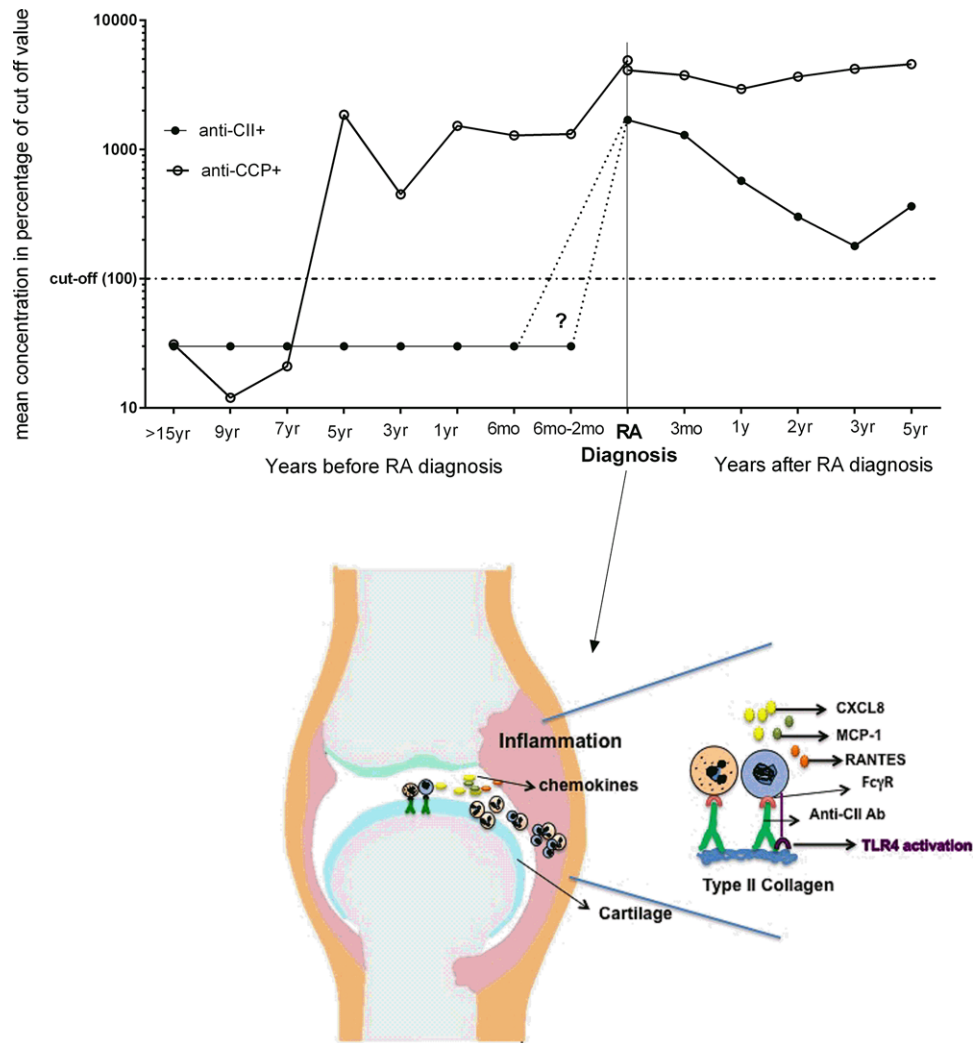 mean concentration in percentage of cut off value
10000
1000
cut-off (100)
10
anti-CII+
anti-CCP+
?
>15yr 9yr 7yr 5yr 3yr 1yr 6mo 6mo-2mo RA 3mo 1y 2yr 3yr 5yr
Diagnosis
Years before RA diagnosis
Years after RA diagnosis
Inflammation
chemokines
Cartilage
CXCL8
MCP-1
RANTES
FcγR
Anti-CII Ab
TLR4 activation
Type II Collagen